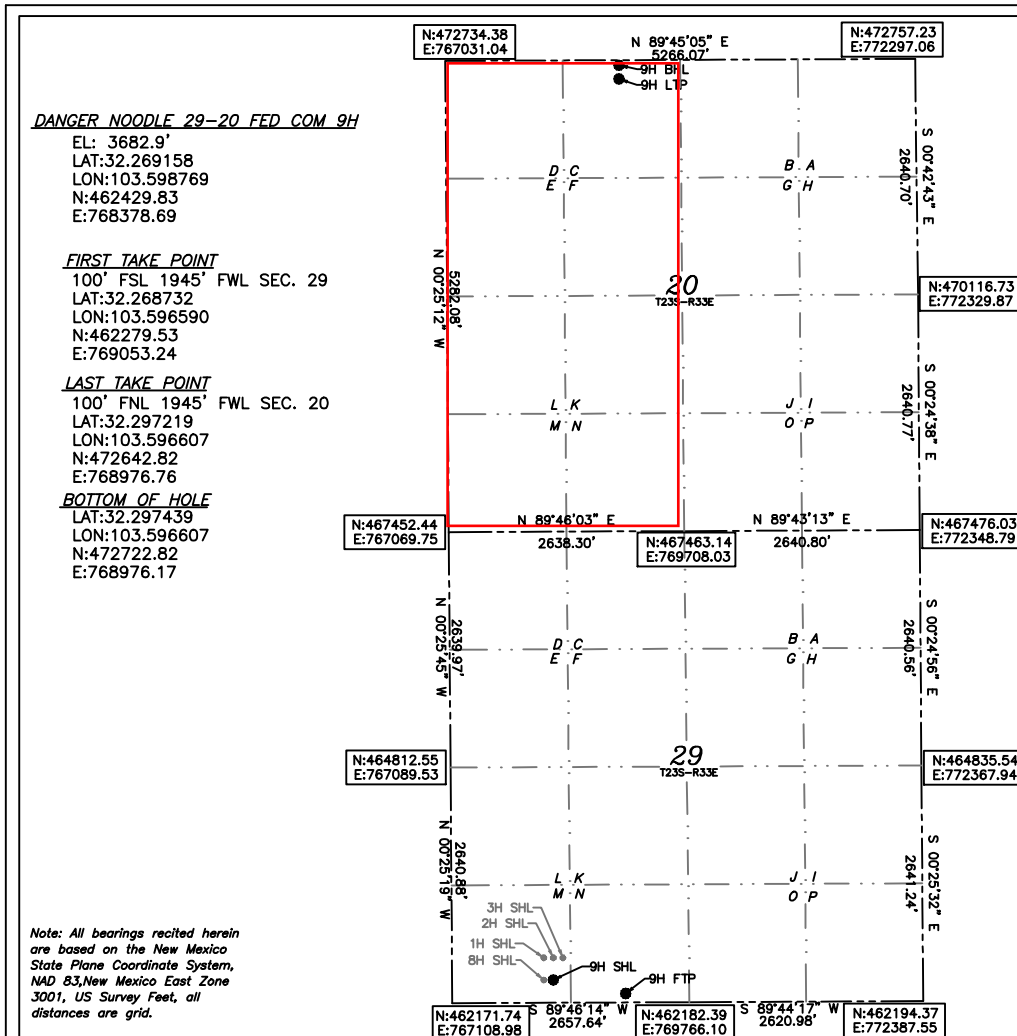 N:472734.38
E:767031.04
N 89°45'05" E
5266.07'
N:472757.23
E:772297.06
9H BHL
9H LTP
DANGER NOODLE 29-20 FED COM 9H
EL: 3682.9'
LAT:32.269158
LON:103.598769
N:462429.83
E:768378.69
FIRST TAKE POINT
100' FSL 1945' FWL SEC. 29
LAT:32.268732
LON:103.596590
N:462279.53
E:769053.24
LAST TAKE POINT
100' FNL 1945' FWL SEC. 20
LAT:32.297219
LON:103.596607
N:472642.82
E:768976.76
BOTTOM OF HOLE
LAT:32.297439
LON:103.596607
N:472722.82
E:768976.17
D C
E F
B A
G H
S 00°42'43" E
2640.70'
5282.08'
N 00°25'12" W
20
T23S-R33E
N:470116.73
E:772329.87
L K
M N
J I
O P
S 00°24'38" E
2640.77'
N:467452.44
E:767069.75
N 89°46'03" E
2638.30'
N:467463.14
E:769708.03
N 89°43'13" E
2640.80'
N:467476.03
E:772348.79
2639.97'
N 00°25'45" W
D C
E F
B A
G H
S 00°24'56" E
2640.56'
N:464812.55
E:767089.53
29
T23S-R33E
N:464835.54
E:772367.94
2640.88'
N 00°25'19" W
L K
M N
J I
O P
S 00°25'32" E
2641.24'
3H SHL
2H SHL
1H SHL
8H SHL
9H SHL
9H FTP
N:462171.74
E:767108.98
S 89°46'14" W
2657.64'
N:462182.39
E:769766.10
S 89°44'17" W
2620.98'
N:462194.37
E:772387.55
Note: All bearings recited herein
are based on the New Mexico
State Plane Coordinate System,
NAD 83,New Mexico East Zone
3001, US Survey Feet, all
distances are grid.